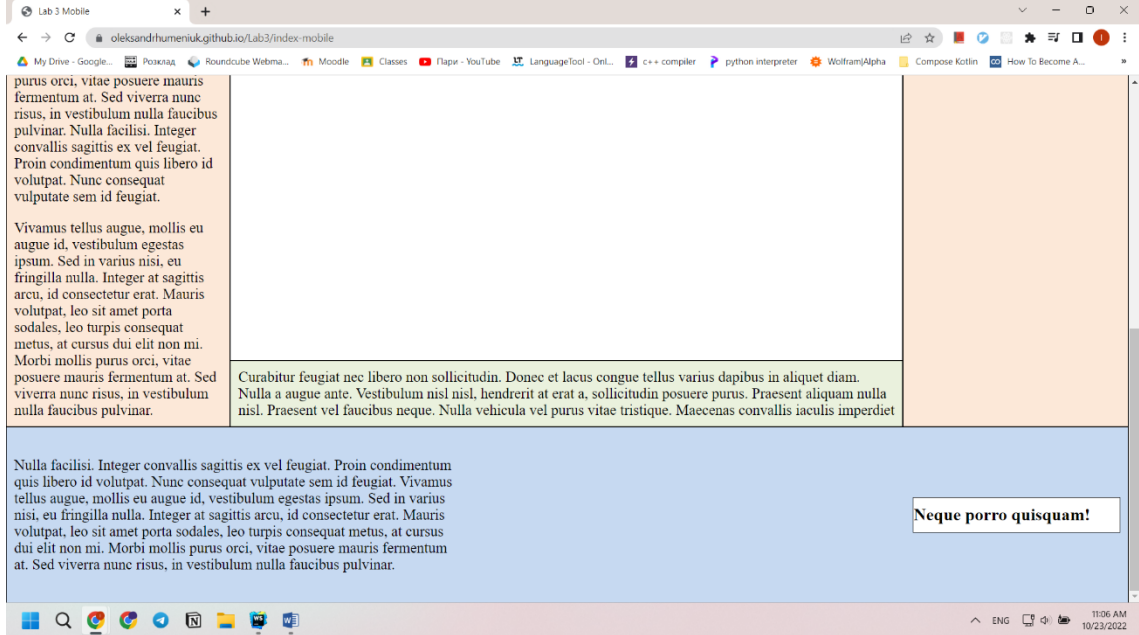 Lab 3 Mobile
oleksandrhumeniuk.github.io/Lab3/index-mobile
My Drive - Google... Розклад Roundcube Webma... Moodle Classes Пари - YouTube LanguageTool - Onl... c++ compiler python interpreter Wolfram|Alpha Compose Kotlin How To Become A...
purus orci, vitae posuere mauris
fermentum at. Sed viverra nunc
risus, in vestibulum nulla faucibus
pulvinar. Nulla facilisi. Integer
convallis sagittis ex vel feugiat.
Proin condimentum quis libero id
volutpat. Nunc consequat
vulputate sem id feugiat.
Vivamus tellus augue, mollis eu
augue id, vestibulum egestas
ipsum. Sed in varius nisi, eu
fringilla nulla. Integer at sagittis
arcu, id consectetur erat. Mauris
volutpat, leo sit amet porta
sodales, leo turpis consequat
metus, at cursus dui elit non mi.
Morbi mollis purus orci, vitae
posuere mauris fermentum at. Sed
viverra nunc risus, in vestibulum
nulla faucibus pulvinar.
Curabitur feugiat nec libero non sollicitudin. Donec et lacus congue tellus varius dapibus in aliquet diam.
Nulla a augue ante. Vestibulum nisl nisl, hendrerit at erat a, sollicitudin posuere purus. Praesent aliquam nulla
nisl. Praesent vel faucibus neque. Nulla vehicula vel purus vitae tristique. Maecenas convallis iaculis imperdiet
Nulla facilisi. Integer convallis sagittis ex vel feugiat. Proin condimentum
quis libero id volutpat. Nunc consequat vulputate sem id feugiat. Vivamus
tellus augue, mollis eu augue id, vestibulum egestas ipsum. Sed in varius
nisi, eu fringilla nulla. Integer at sagittis arcu, id consectetur erat. Mauris
volutpat, leo sit amet porta sodales, leo turpis consequat metus, at cursus
dui elit non mi. Morbi mollis purus orci, vitae posuere mauris fermentum
at. Sed viverra nunc risus, in vestibulum nulla faucibus pulvinar.
Neque porro quisquam!
ENG
11:06 AM
10/23/2022